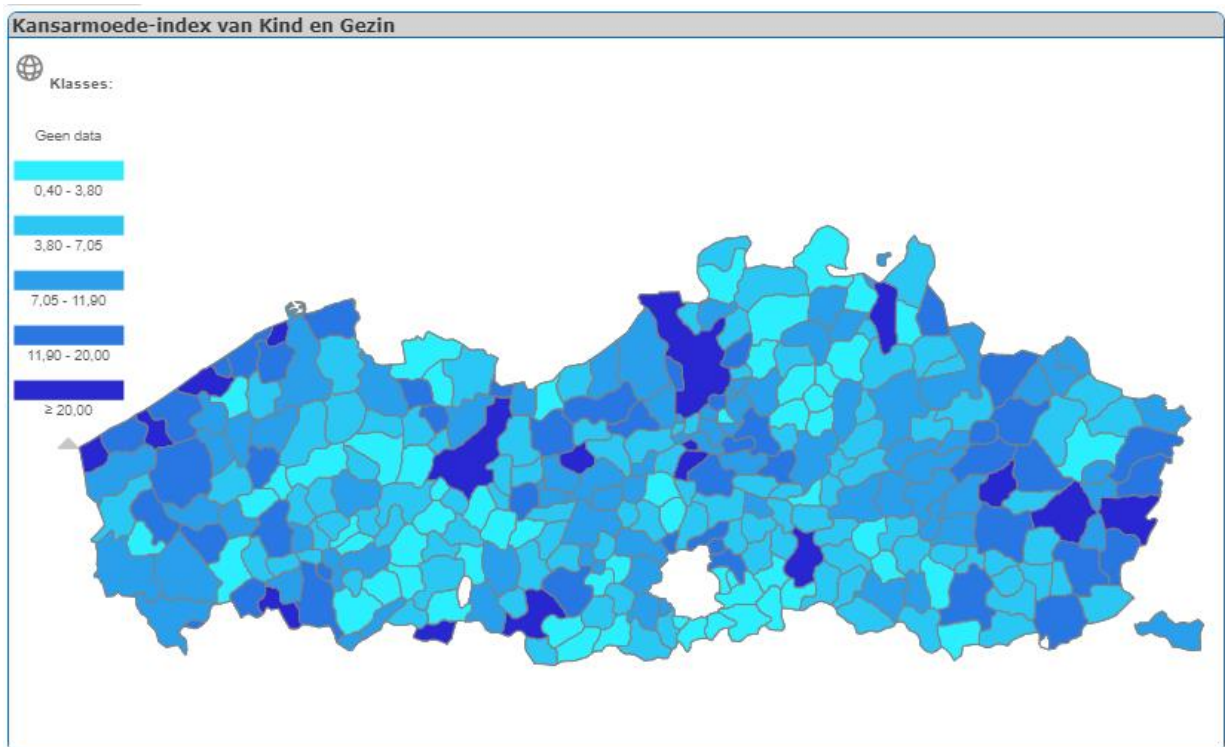 Kansarmoede-index van Kind en Gezin
Klasses:
Geen data
0,40 - 3,80
3,80 - 7,05
7,05 - 11,90
11,90 - 20,00
≥ 20,00